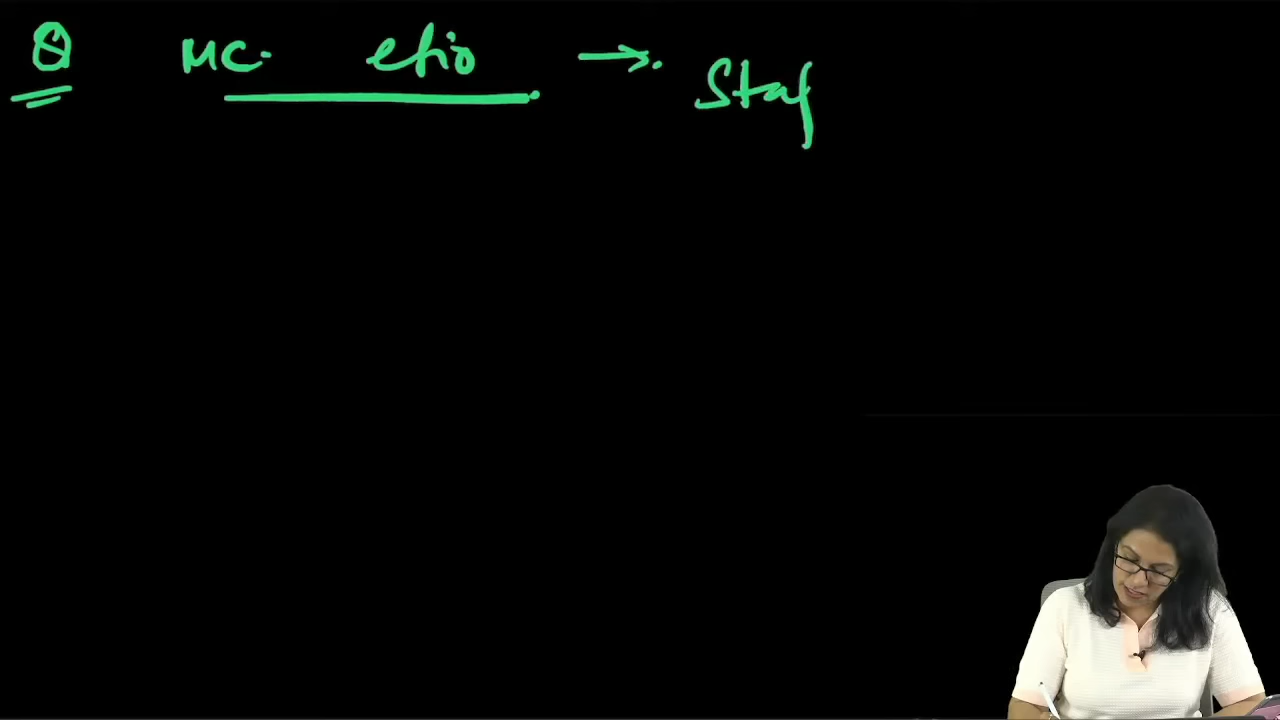 Q MC. etio → Staf